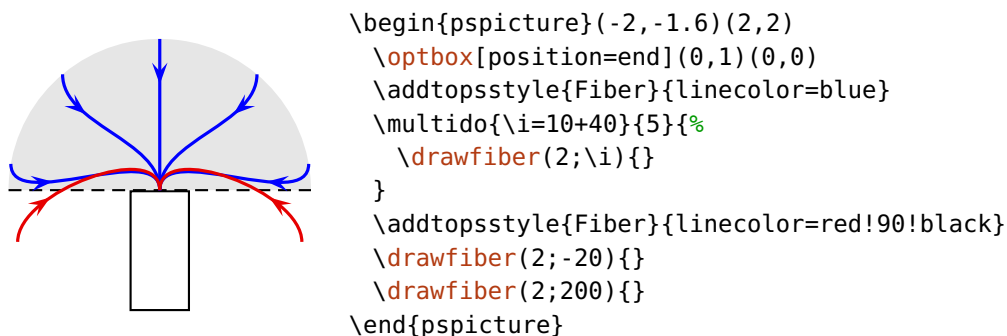 \begin{pspicture}(-2,-1.6)(2,2)
\optbox[position=end](0,1)(0,0)
\addtopsstyle{Fiber}{linecolor=blue}
\multido{\i=10+40}{5}{%
\drawfiber(2;\i){}
}
\addtopsstyle{Fiber}{linecolor=red!90!black}
\drawfiber(2;-20){}
\drawfiber(2;200){}
\end{pspicture}